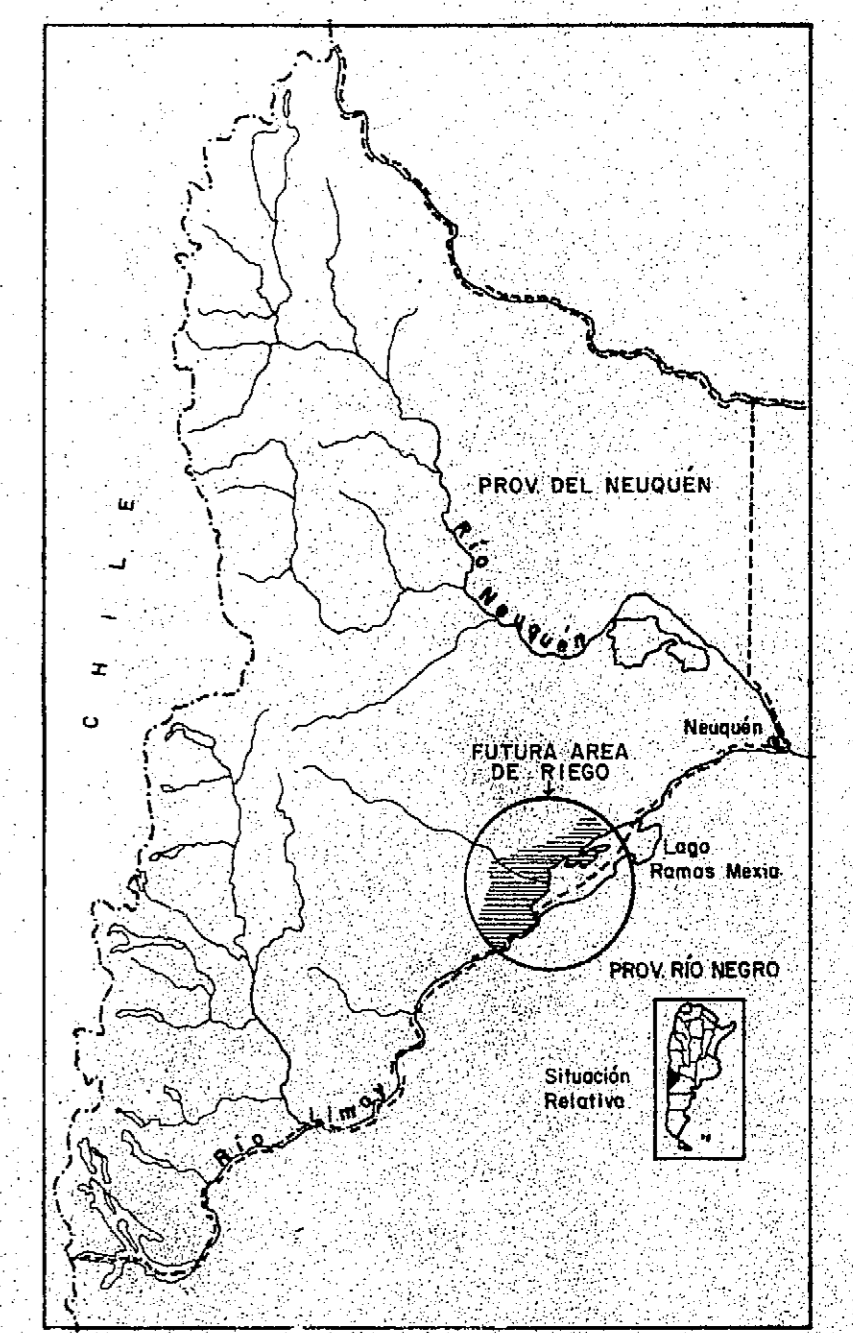 PROV. DEL NEUQUÉN
CHILE
Río Neuquén
Neuquén
FUTURA AREA
DE RIEGO
Lago
Ramos Mexia
PROV. RÍO NEGRO
Situación
Relativa
Río Limay